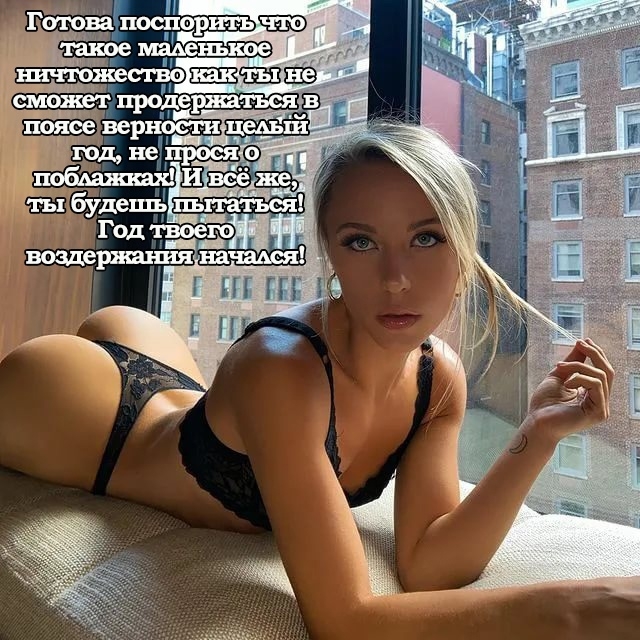 Готова поспорить что
такое маленькое
ничтожество как ты не
сможет продержаться в
поясе верности целый
год, не прося о
поблажках! И всё же,
ты будешь пытаться!
Год твоего
воздержания начался!